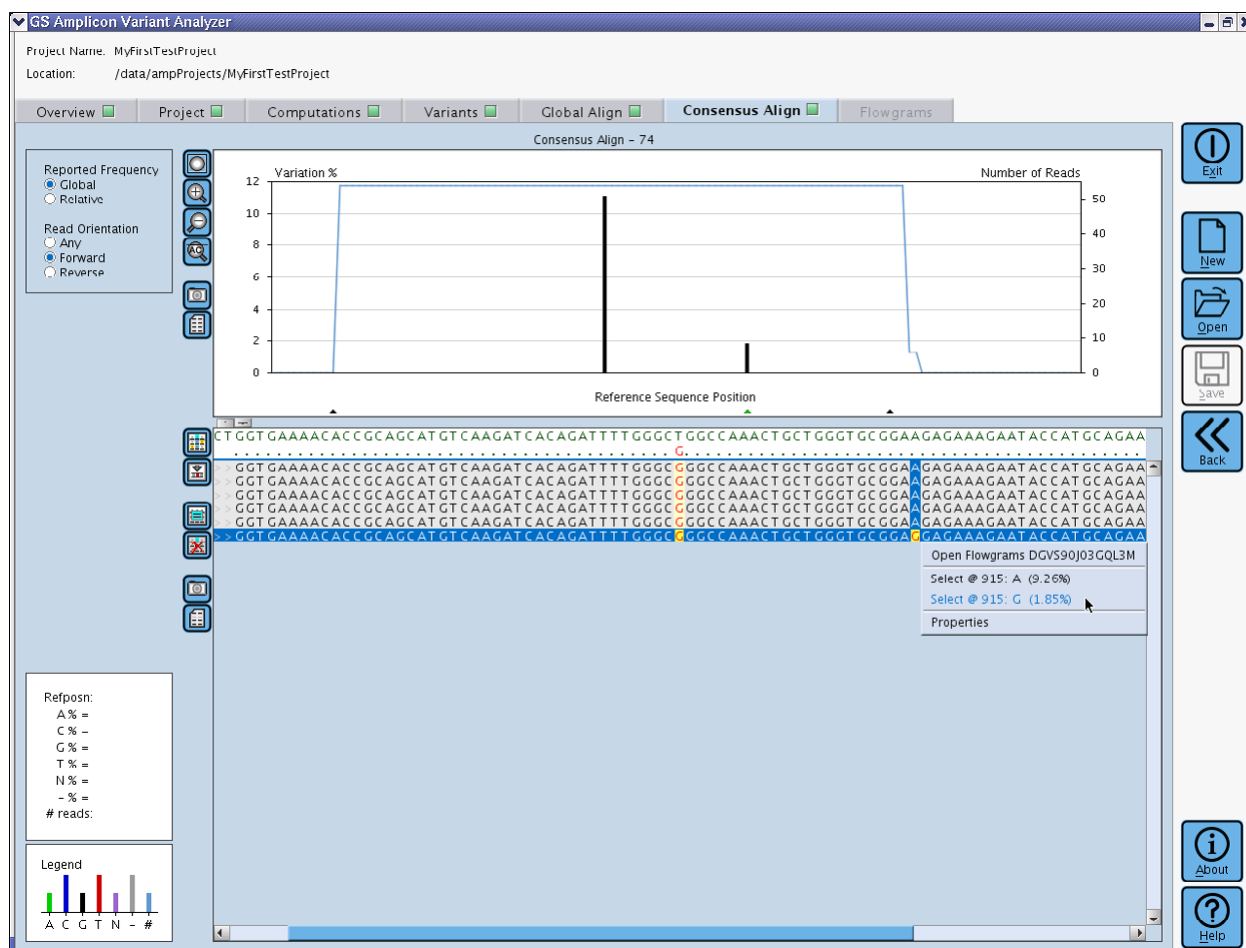 GS Amplicon Variant Analyzer
Project Name: MyFirstTestProject
Location: /data/ampProjects/MyFirstTestProject
Overview Project Computations Variants Global Align Consensus Align Flowgrams
Consensus Align - 74
Reported Frequency
Global
Relative
Read Orientation
Any
Forward
Reverse
Variation %
Number of Reads
12
10
8
6
4
2
0
50
40
30
20
10
0
Reference Sequence Position
CTGGTGAAAACACCGCAGCATGTCAAGATCACAGATTTTGGGCTGGCCAAACTGCTGGGTGCGGAAGAGAAAGAATACCATGCAGAA
G
>> GGTGAAAACACCGCAGCATGTCAAGATCACAGATTTTGGGCGGGCCAAACTGCTGGGTGCGGAAGAGAAAGAATACCATGCAGAA
>> GGTGAAAACACCGCAGCATGTCAAGATCACAGATTTTGGGCGGGCCAAACTGCTGGGTGCGGAAGAGAAAGAATACCATGCAGAA
>> GGTGAAAACACCGCAGCATGTCAAGATCACAGATTTTGGGCGGGCCAAACTGCTGGGTGCGGAAGAGAAAGAATACCATGCAGAA
>> GGTGAAAACACCGCAGCATGTCAAGATCACAGATTTTGGGCGGGCCAAACTGCTGGGTGCGGAAGAGAAAGAATACCATGCAGAA
>> GGTGAAAACACCGCAGCATGTCAAGATCACAGATTTTGGGCGGGCCAAACTGCTGGGTGCGGAAGAGAAAGAATACCATGCAGAA
>> GGTGAAAACACCGCAGCATGTCAAGATCACAGATTTTGGGCGGGCCAAACTGCTGGGTGCGGAGGAGAAAGAATACCATGCAGAA
Open Flowgrams DGVS90J03GQL3M
Select @ 915: A (9.26%)
Select @ 915: G (1.85%)
Properties
Refposn:
A % =
C % =
G % =
T % =
N % =
- % =
# reads:
Legend
A C G T N - #
Exit
New
Open
Save
Back
About
Help